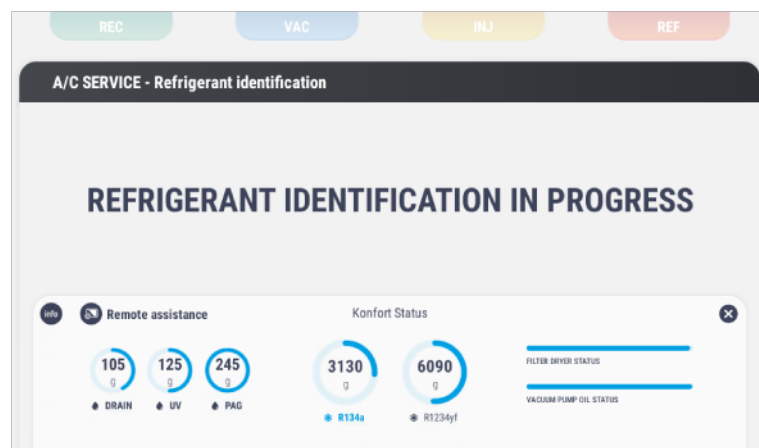 REC VAC INJ REF
A/C SERVICE - Refrigerant identification
REFRIGERANT IDENTIFICATION IN PROGRESS
info Remote assistance Konfort Status
105 125 245 3130 6090 FILTER DRYER STATUS
g g g g g
DRAIN UV PAG R134a R1234yf VACUUM PUMP OIL STATUS